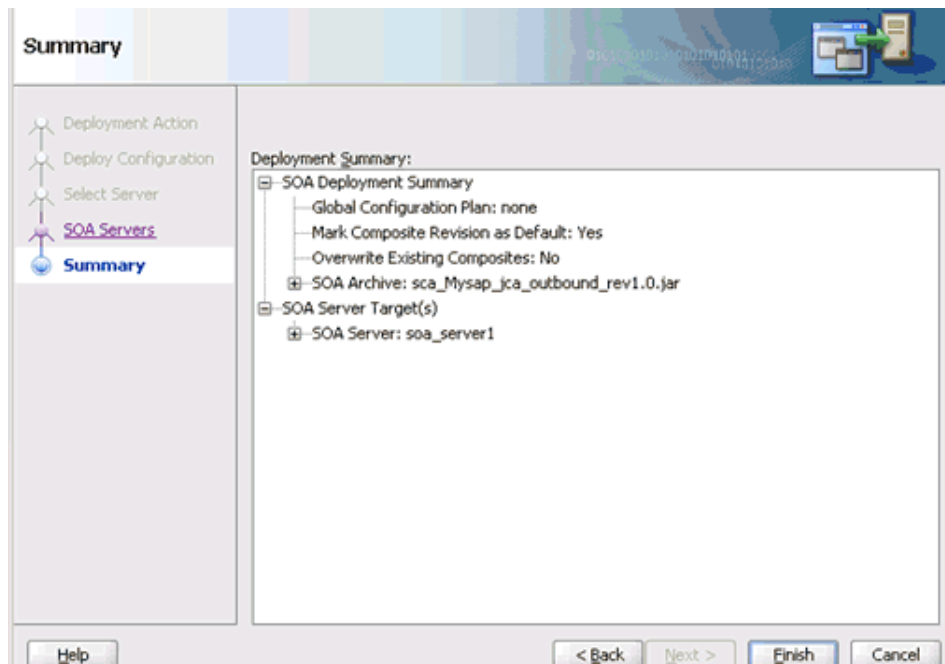 Summary
Deployment Action
Deploy Configuration
Select Server
SOA Servers
Summary
Deployment Summary:
SOA Deployment Summary
Global Configuration Plan: none
Mark Composite Revision as Default: Yes
Overwrite Existing Composites: No
SOA Archive: sca_Mysap_jca_outbound_rev1.0.jar
SOA Server Target(s)
SOA Server: soa_server1
Help
< Back
Next >
Finish
Cancel